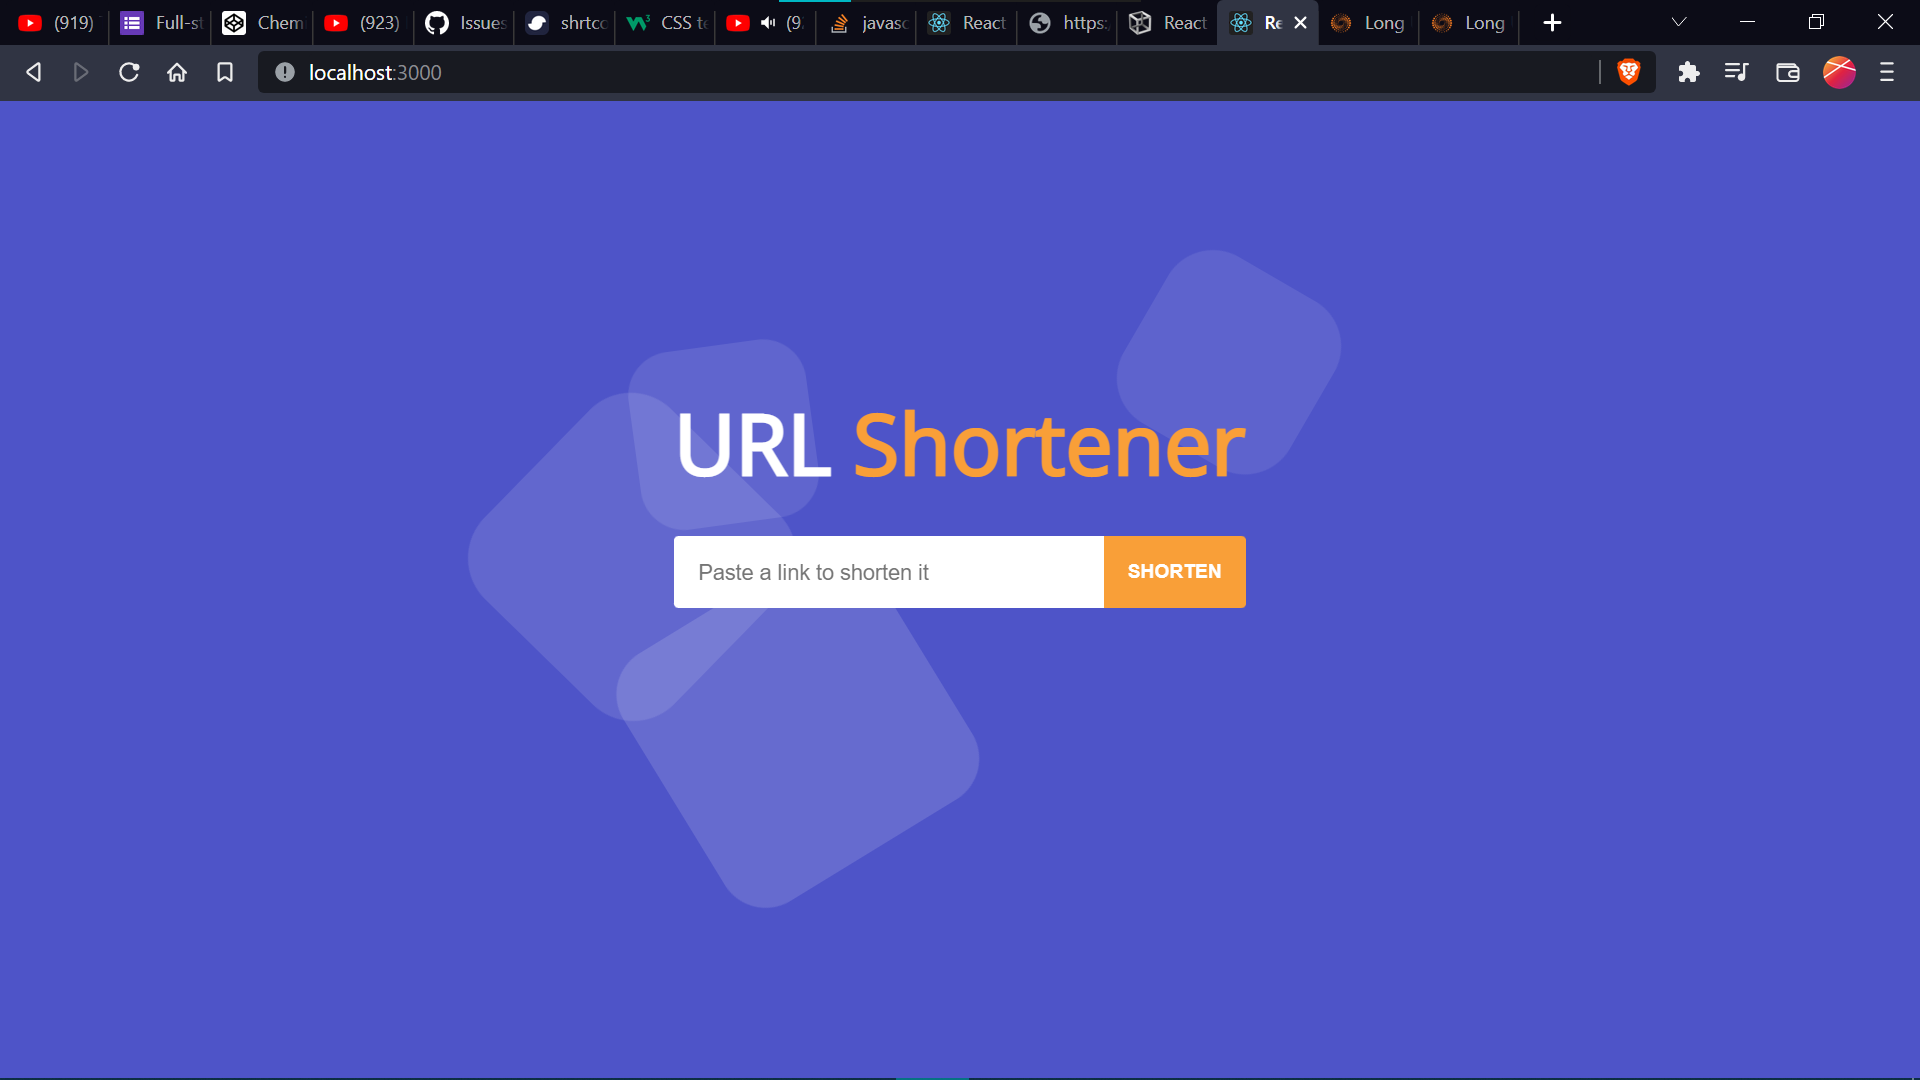 (919) Full-st Chem (923) Issues shrtco CSS te (9 javasc React https: React Re Long Long
localhost:3000
URL Shortener
Paste a link to shorten it SHORTEN